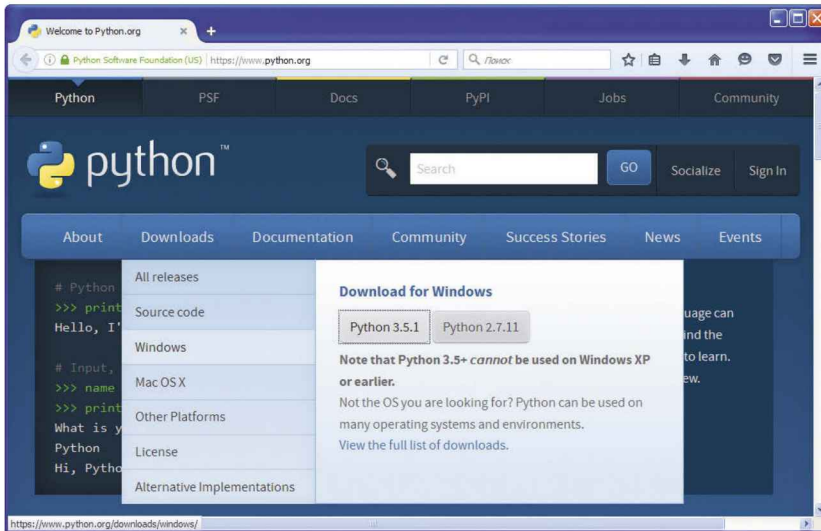 Welcome to Python.org
Python Software Foundation (US) https://www.python.org
Поиск
Python PSF Docs PyPI Jobs Community
python™
Search GO Socialize Sign In
About Downloads Documentation Community Success Stories News Events
# Python
>>> print
Hello, I'
# Input,
>>> name
>>> print
What is y
Python
Hi, Pytho
All releases
Source code
Windows
Mac OS X
Other Platforms
License
Alternative Implementations
Download for Windows
Python 3.5.1 Python 2.7.11
Note that Python 3.5+ cannot be used on Windows XP
or earlier.
Not the OS you are looking for? Python can be used on
many operating systems and environments.
View the full list of downloads.
uage can
ind the
to learn.
ew.
https://www.python.org/downloads/windows/